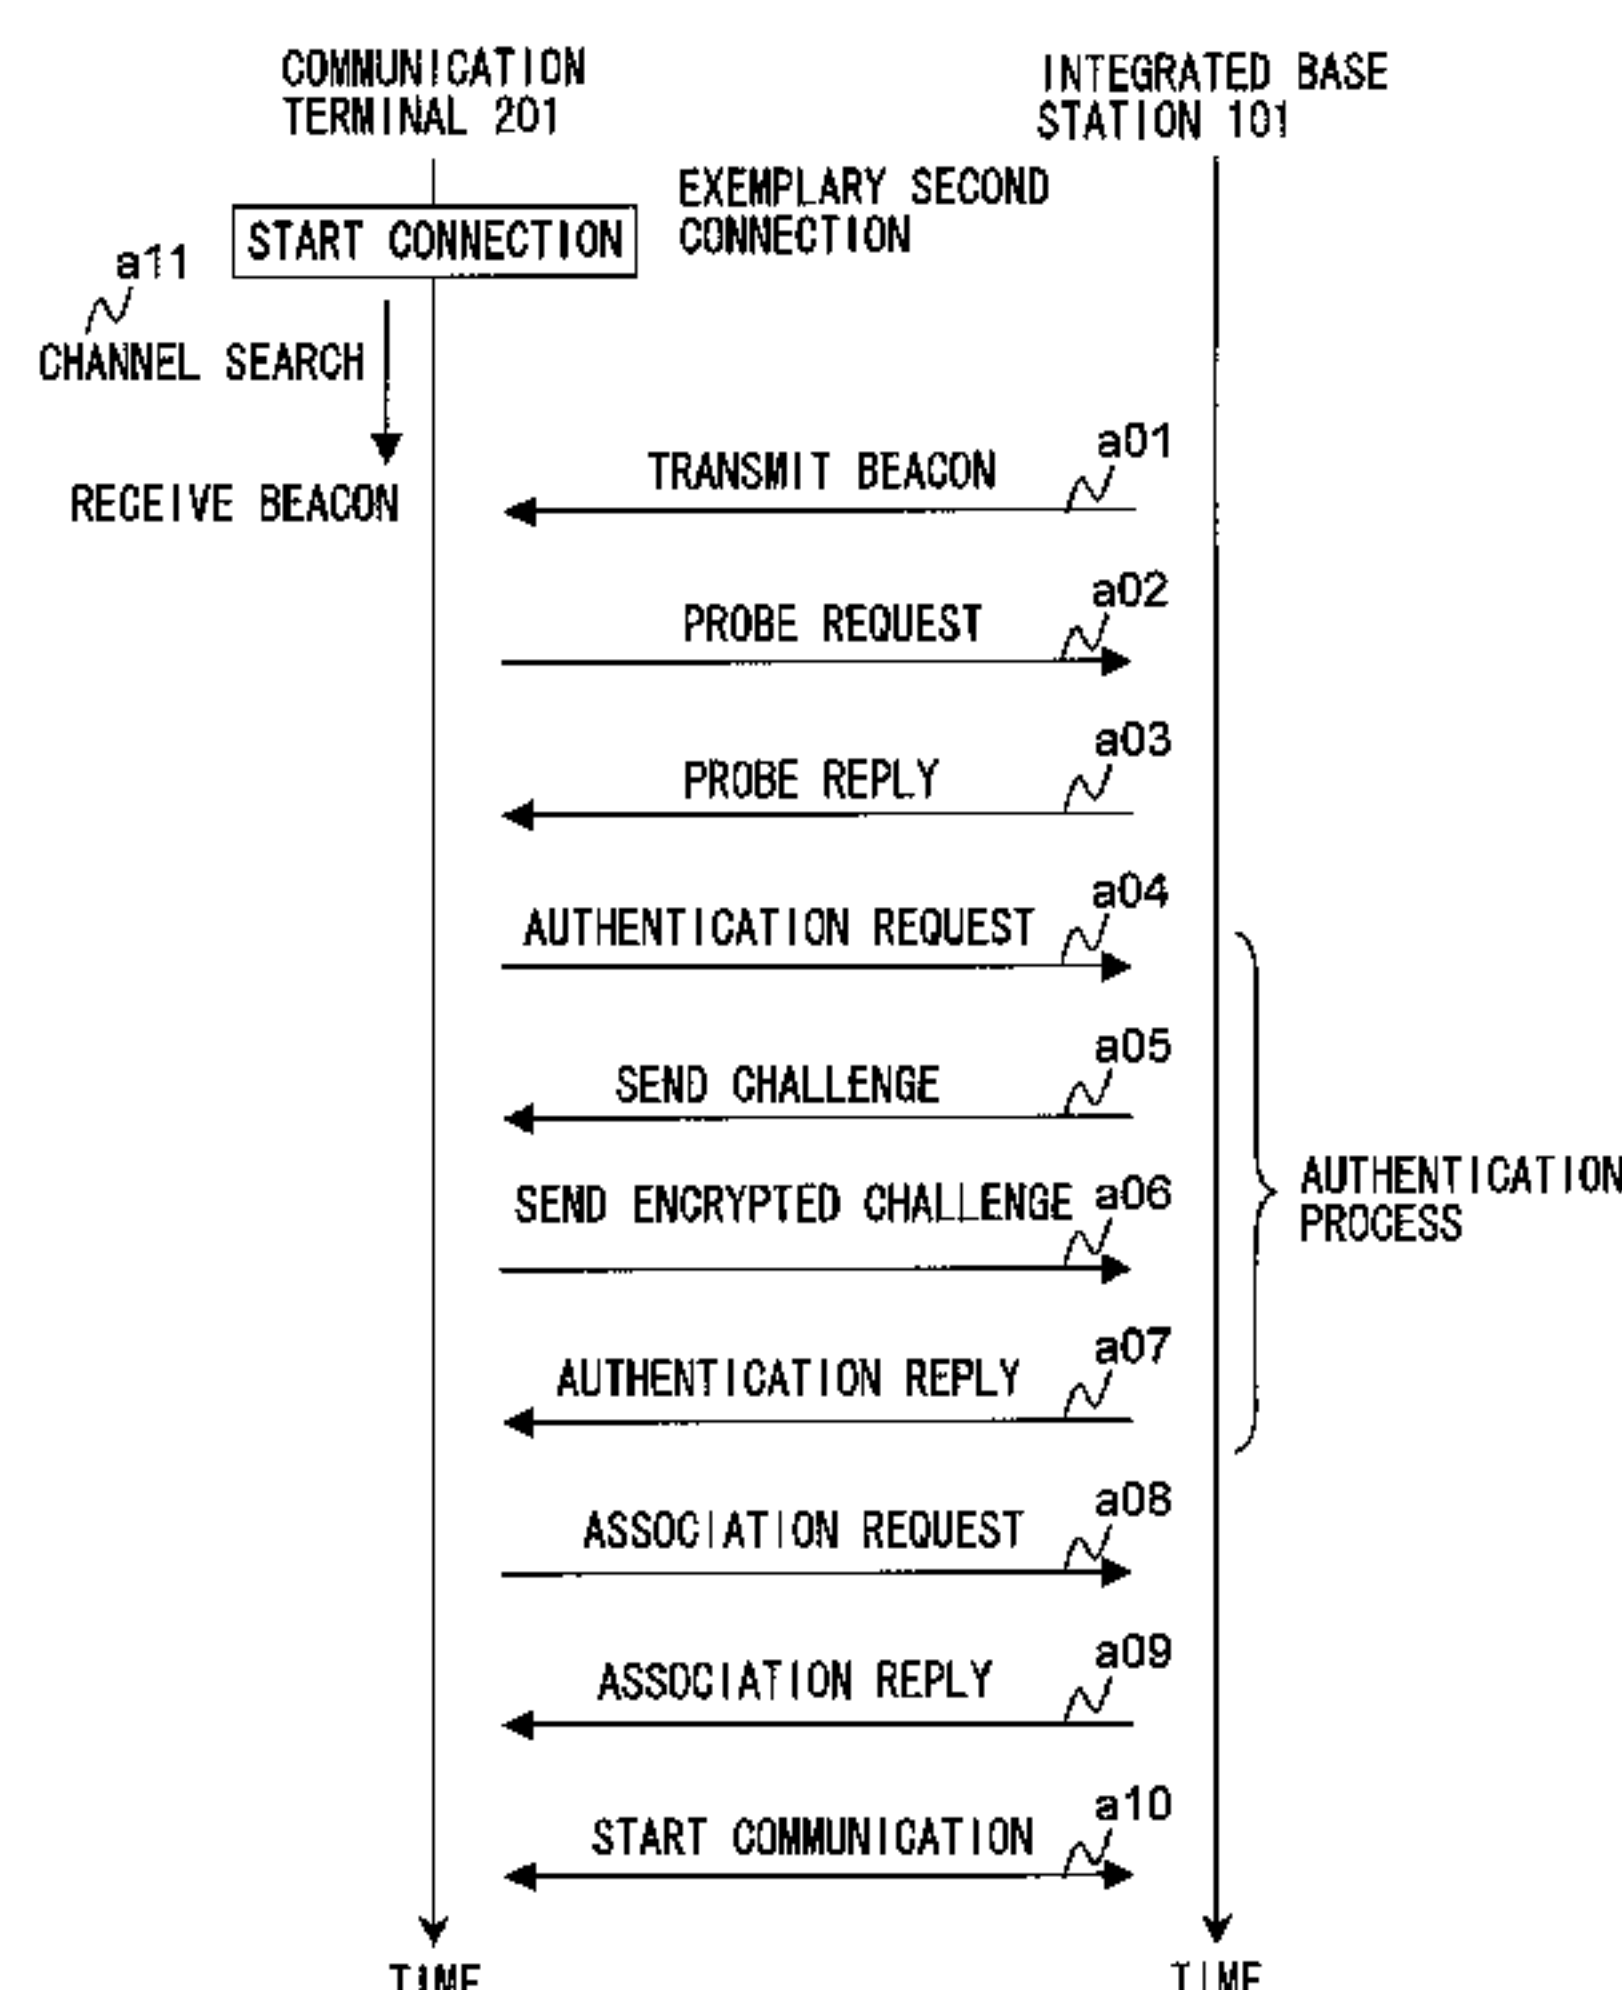 COMMUNICATION
TERMINAL 201
INTEGRATED BASE
STATION 101
EXEMPLARY SECOND
CONNECTION
START CONNECTION
a11
CHANNEL SEARCH
RECEIVE BEACON
a01
TRANSMIT BEACON
a02
PROBE REQUEST
a03
PROBE REPLY
a04
AUTHENTICATION REQUEST
a05
SEND CHALLENGE
a06
SEND ENCRYPTED CHALLENGE
AUTHENTICATION
PROCESS
a07
AUTHENTICATION REPLY
a08
ASSOCIATION REQUEST
a09
ASSOCIATION REPLY
a10
START COMMUNICATION
TIME
TIME